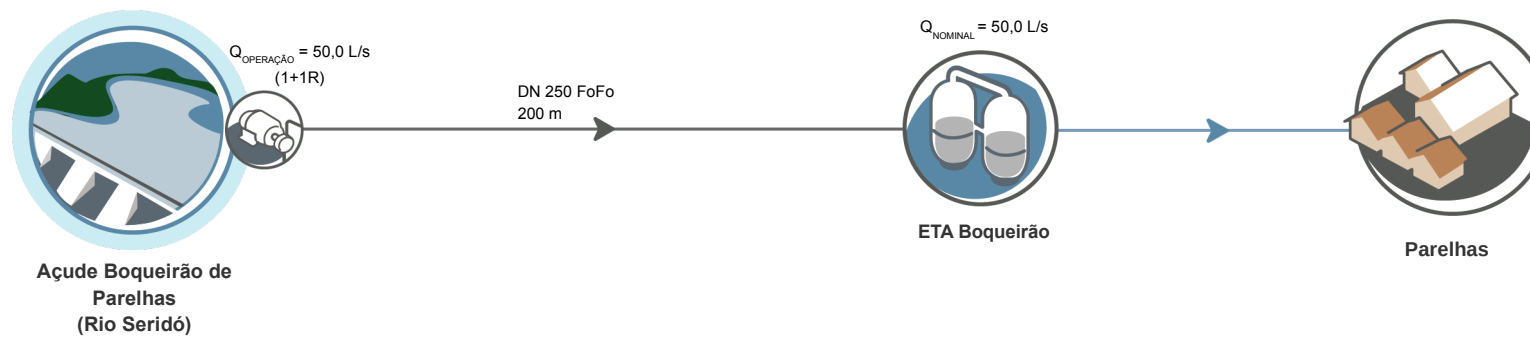 Q_OPERAÇÃO = 50,0 L/s
(1+1R)
DN 250 FoFo
200 m
Q_NOMINAL = 50,0 L/s
Açude Boqueirão de
Parelhas
(Rio Seridó)
ETA Boqueirão
Parelhas